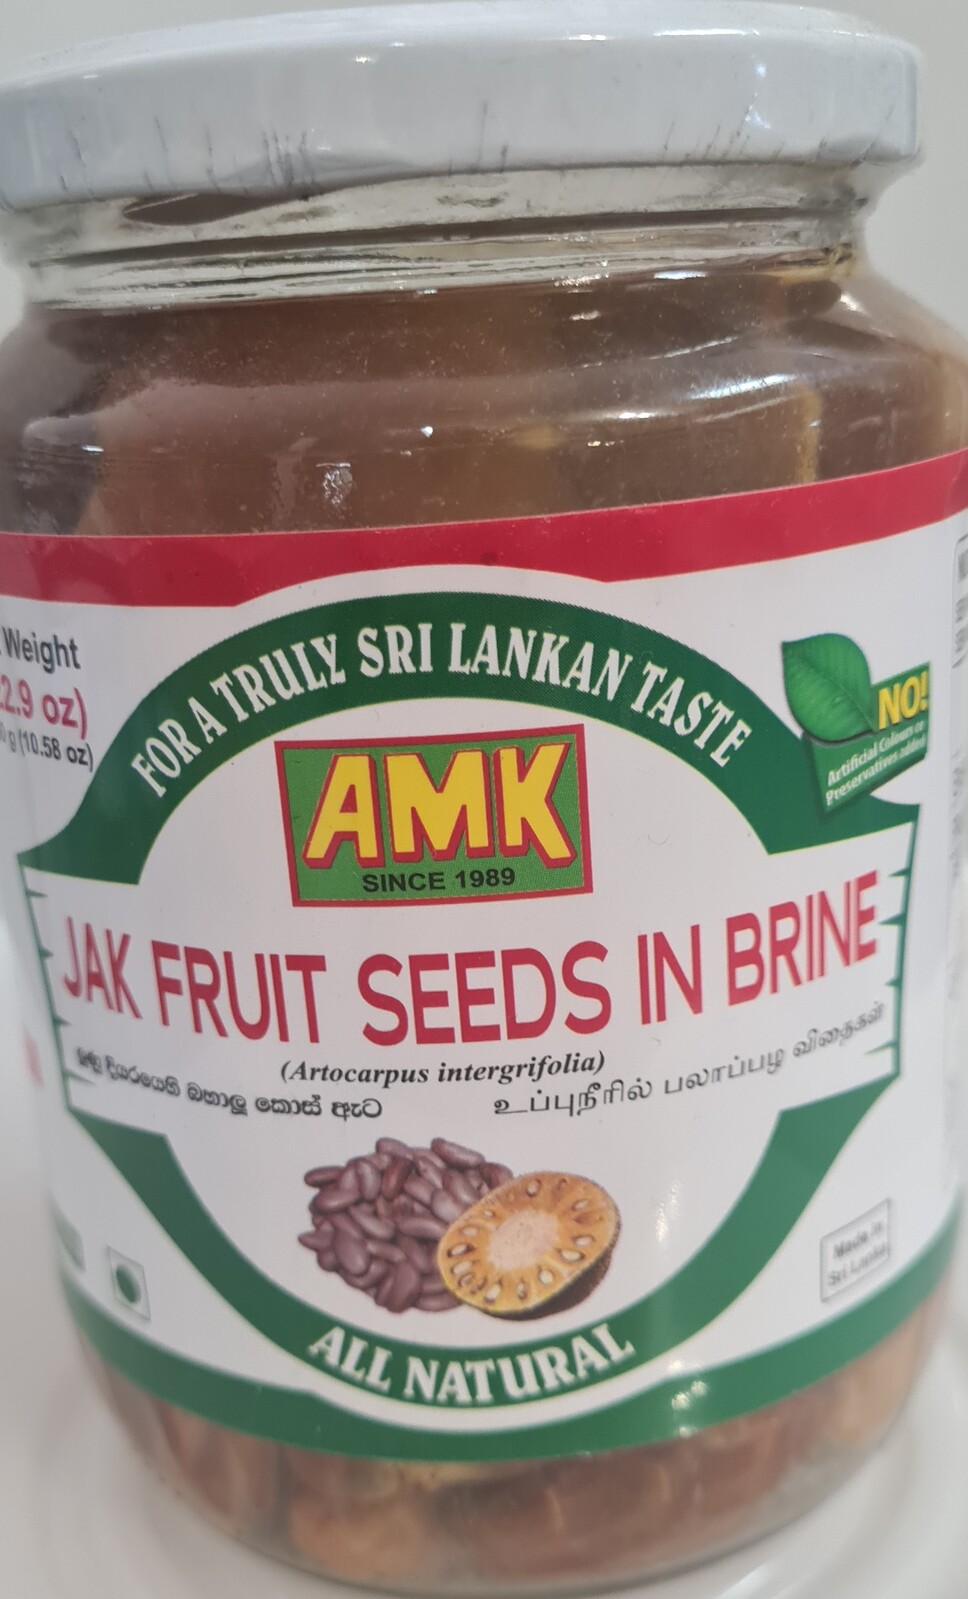 FOR A TRULY SRI LANKAN TASTE
AMK
SINCE 1989
JAK FRUIT SEEDS IN BRINE
(Artocarpus intergrifolia)
ලුණු දියරයෙහි බහාලූ කොස් ඇට
உப்புநீரில் பலாப்பழ விதைகள்
ALL NATURAL
Weight
2.9 oz)
g (10.58 oz)
NO!
Artificial Colours or
Preservatives added
Made in
Sri Lanka